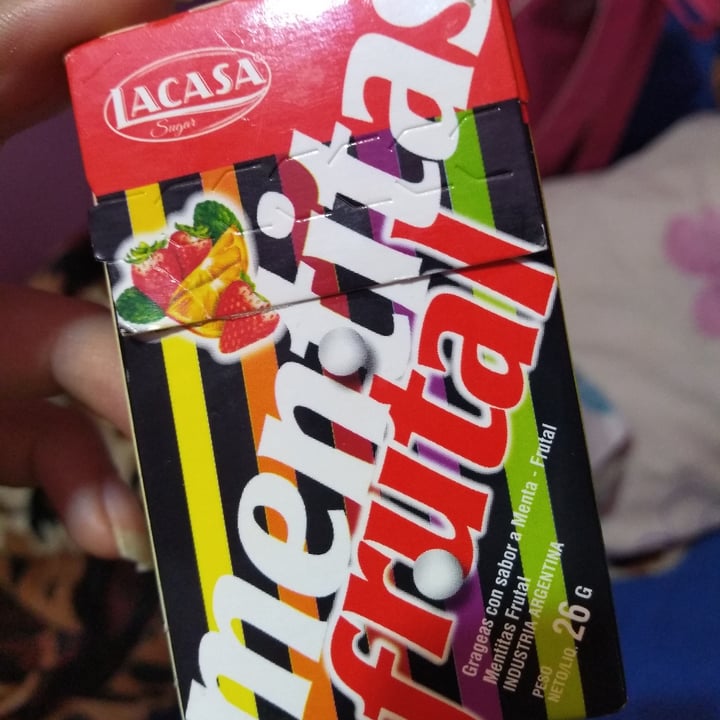 LACASA
Sugar
mentitas
frutal
Grageas con sabor a Menta - Frutal
Mentitas Frutal
INDUSTRIA ARGENTINA
PESO
NETO/LIQ. 26 G